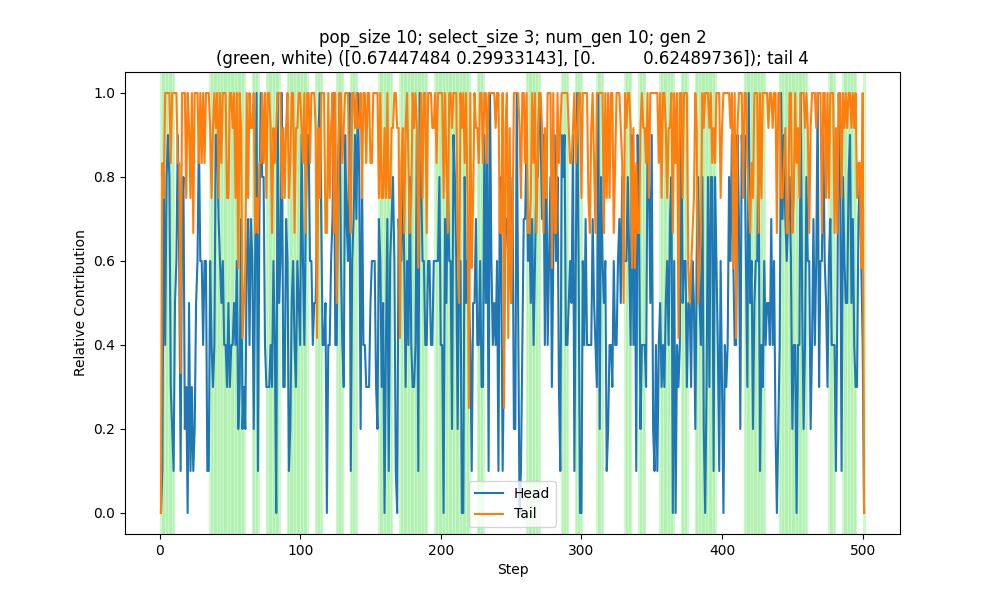 pop_size 10; select_size 3; num_gen 10; gen 2
(green, white) ([0.67447484 0.29933143], [0.         0.62489736]); tail 4
Relative Contribution
1.0
0.8
0.6
0.4
0.2
0.0
Head
Tail
0 100 200 300 400 500
Step